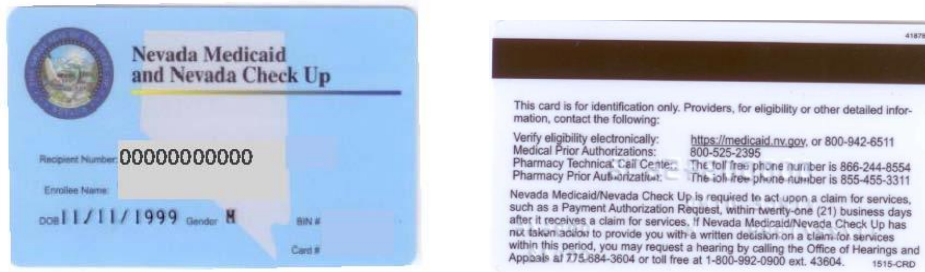 Nevada Medicaid
and Nevada Check Up
Recipient Number: 00000000000
Enrollee Name:
DOB 11/11/1999 Gender M BIN #
Card #
41879
This card is for identification only. Providers, for eligibility or other detailed infor-
mation, contact the following:
Verify eligibility electronically: https://medicaid.nv.gov, or 800-942-6511
Medical Prior Authorizations: 800-525-2395
Pharmacy Technical Call Center: The toll free phone number is 866-244-8554
Pharmacy Prior Authorization: The toll free phone number is 855-455-3311
Nevada Medicaid/Nevada Check Up is required to act upon a claim for services,
such as a Payment Authorization Request, within twenty-one (21) business days
after it receives a claim for services. If Nevada Medicaid/Nevada Check Up has
not taken action to provide you with a written decision on a claim for services
within this period, you may request a hearing by calling the Office of Hearings and
Appeals at 775-684-3604 or toll free at 1-800-992-0900 ext. 43604. 1515-CRD